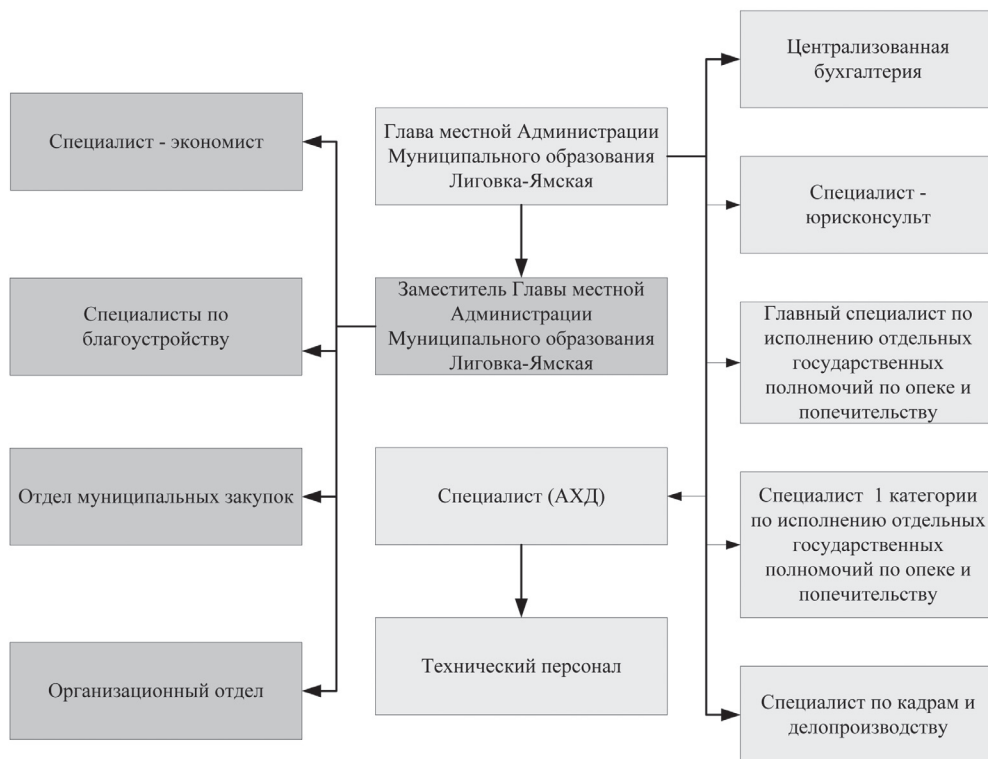 Централизованная
бухгалтерия
Глава местной Администрации
Муниципального образования
Лиговка-Ямская
Специалист - экономист
Специалист -
юрисконсульт
Заместитель Главы местной
Администрации
Муниципального образования
Лиговка-Ямская
Специалисты по
благоустройству
Главный специалист по
исполнению отдельных
государственных
полномочий по опеке и
попечительству
Отдел муниципальных закупок
Специалист (АХД)
Специалист 1 категории
по исполнению отдельных
государственных
полномочий по опеке и
попечительству
Организационный отдел
Технический персонал
Специалист по кадрам и
делопроизводству